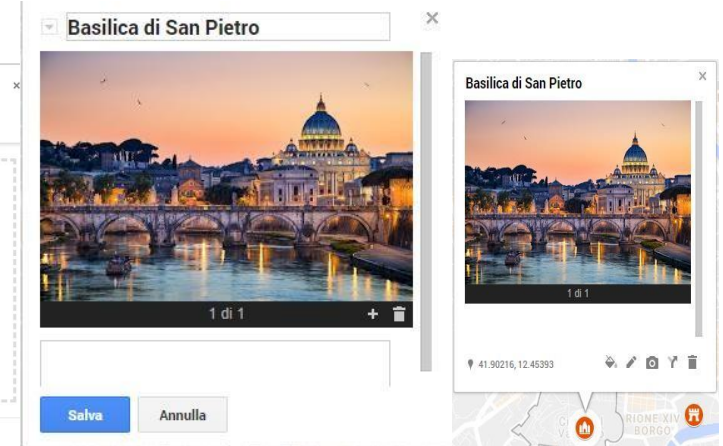 Basilica di San Pietro
1 di 1
Salva
Annulla
Basilica di San Pietro
1 di 1
41.90216, 12.45393
RIONE XIV
BORGO